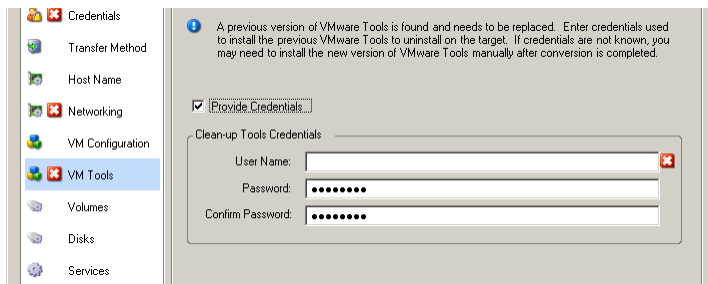 Credentials
Transfer Method
Host Name
Networking
VM Configuration
VM Tools
Volumes
Disks
Services
A previous version of VMware Tools is found and needs to be replaced. Enter credentials used
to install the previous VMware Tools to uninstall on the target. If credentials are not known, you
may need to install the new version of VMware Tools manually after conversion is completed.
Provide Credentials
Clean-up Tools Credentials
User Name:
Password:
Confirm Password: